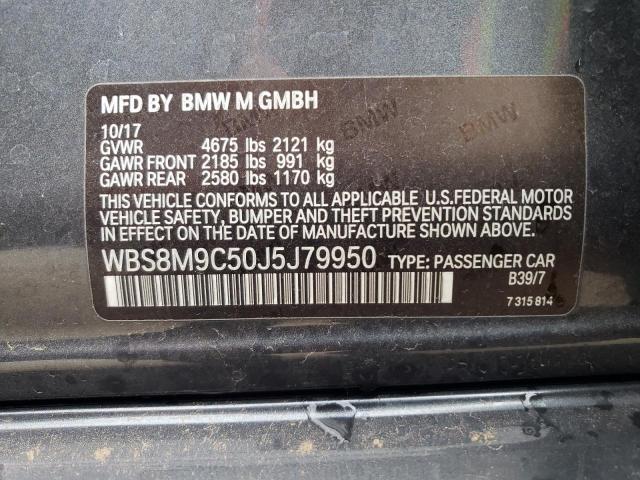 MFD BY BMW M GMBH
10/17
GVWR 4675 lbs 2121 kg
GAWR FRONT 2185 lbs 991 kg
GAWR REAR 2580 lbs 1170 kg
THIS VEHICLE CONFORMS TO ALL APPLICABLE U.S.FEDERAL MOTOR
VEHICLE SAFETY, BUMPER AND THEFT PREVENTION STANDARDS
IN EFFECT ON THE DATE OF MANUFACTURE SHOWN ABOVE.
WBS8M9C50J5J79950 TYPE: PASSENGER CAR
B39/7
7 315 814